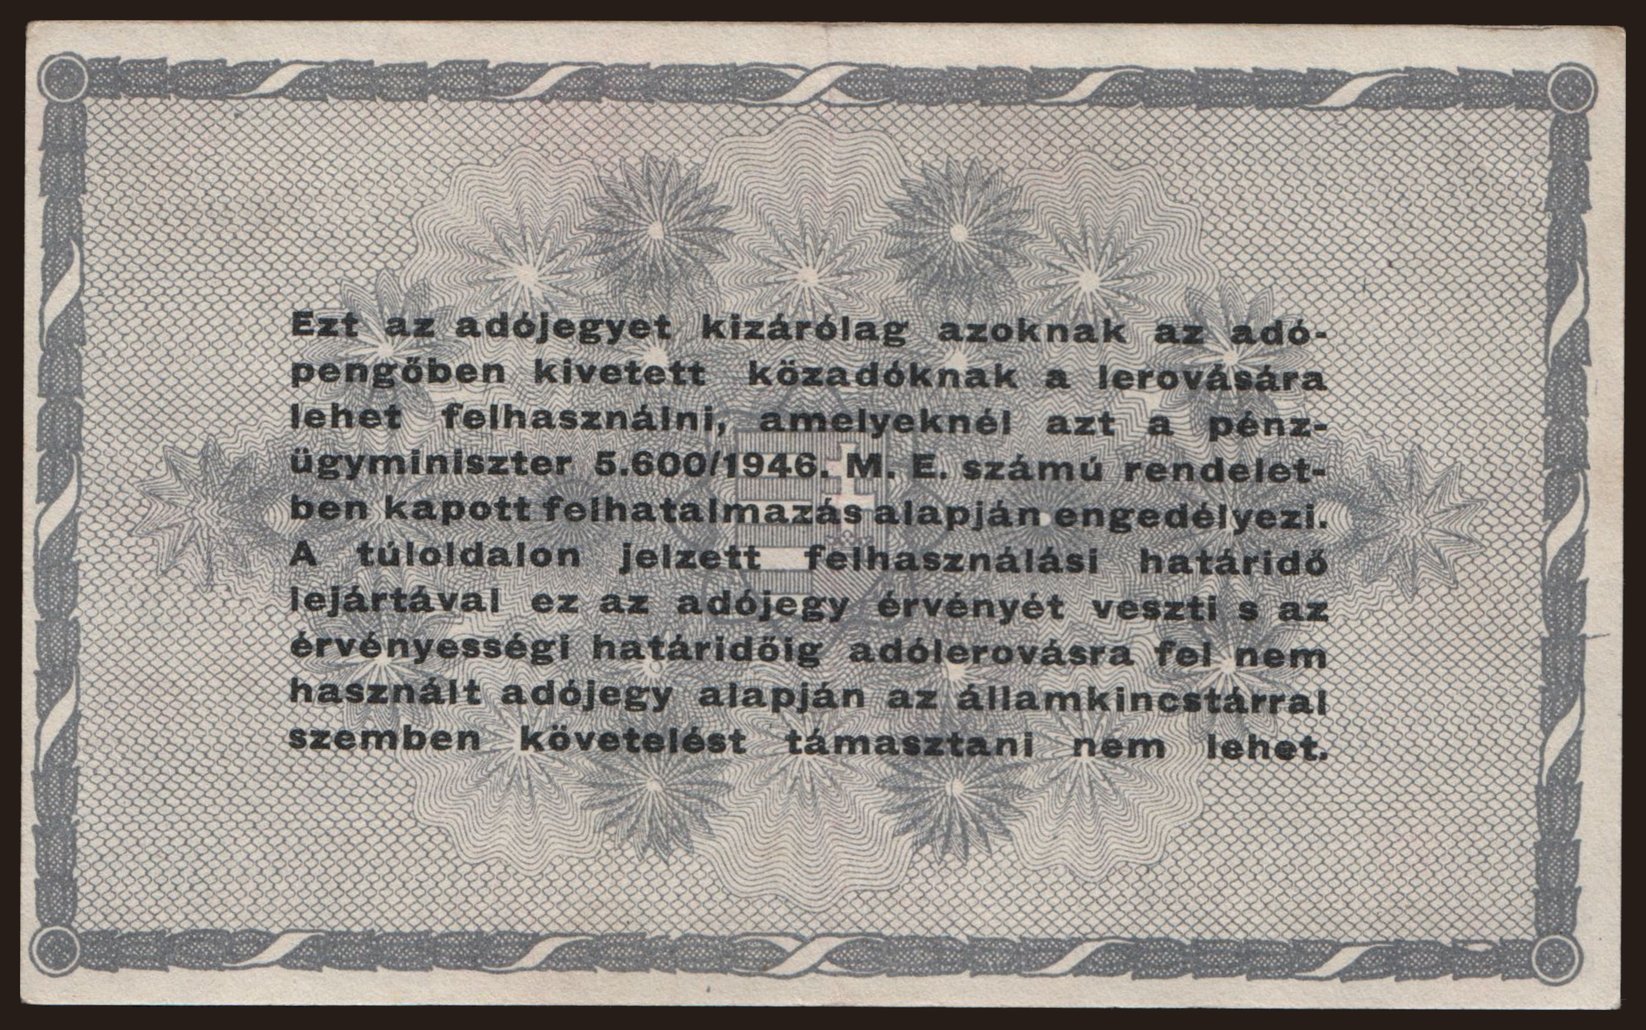 Ezt az adójegyet kizárólag azoknak az adó-
pengőben kivetett közadóknak a lerovására
lehet felhasználni, amelyeknél azt a pénz-
ügyminiszter 5.600/1946. M. E. számú rendelet-
ben kapott felhatalmazás alapján engedélyezi.
A túloldalon jelzett felhasználási határidő
lejártával ez az adójegy érvényét veszti s az
érvényességi határidőig adólerovásra fel nem
használt adójegy alapján az államkincstárral
szemben követelést támasztani nem lehet.